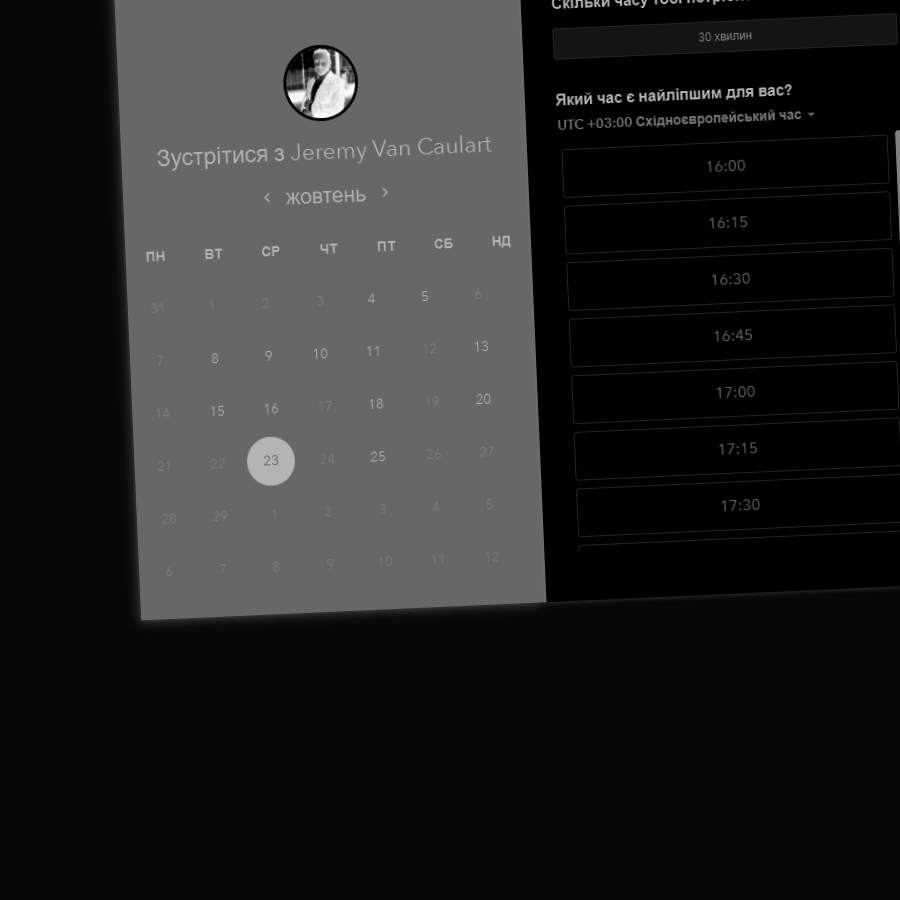 Зустрітися з Jeremy Van Caulart
жовтень
ПН ВТ СР ЧТ ПТ СБ НД
31 1 2 3 4 5 6
7 8 9 10 11 12 13
14 15 16 17 18 19 20
21 22 23 24 25 26 27
28 29 1 2 3 4 5
6 7 8 9 10 11 12
Скільки часу тобі
30 хвилин
Який час є найліпшим для вас?
UTC +03:00 Східноєвропейський час
16:00
16:15
16:30
16:45
17:00
17:15
17:30